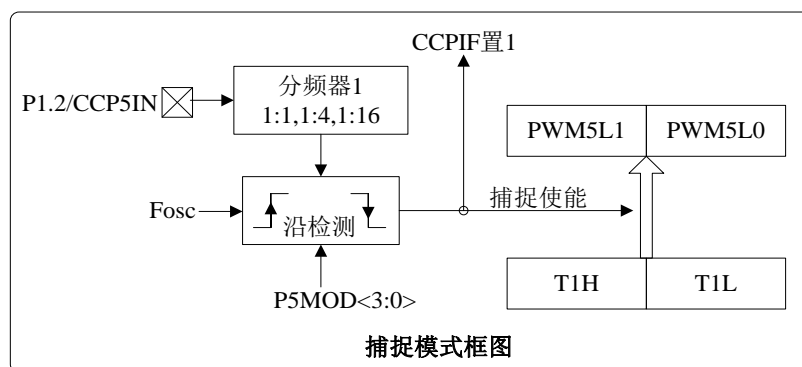 CCPIF置1
P1.2/CCP5IN
分频器1
1:1,1:4,1:16
PWM5L1
PWM5L0
Fosc
沿检测
捕捉使能
P5MOD<3:0>
T1H
T1L
捕捉模式框图